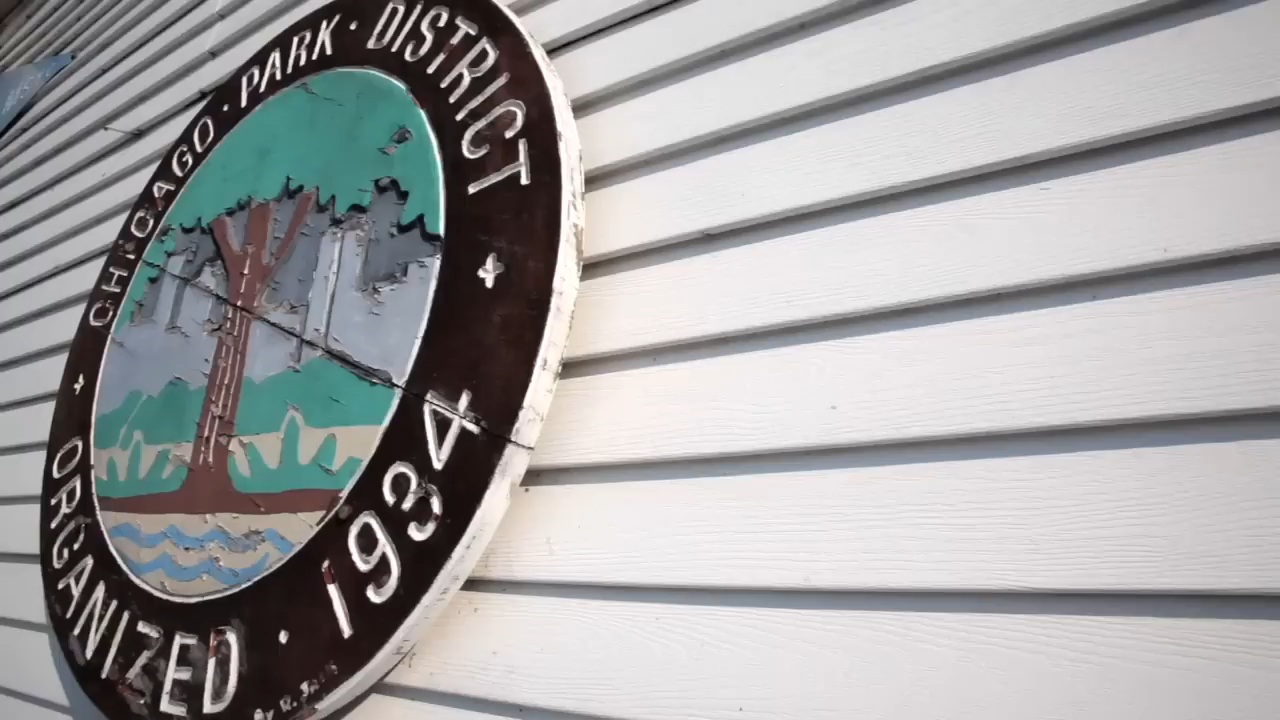 CHICAGO · PARK · DISTRICT
ORGANIZED · 1934